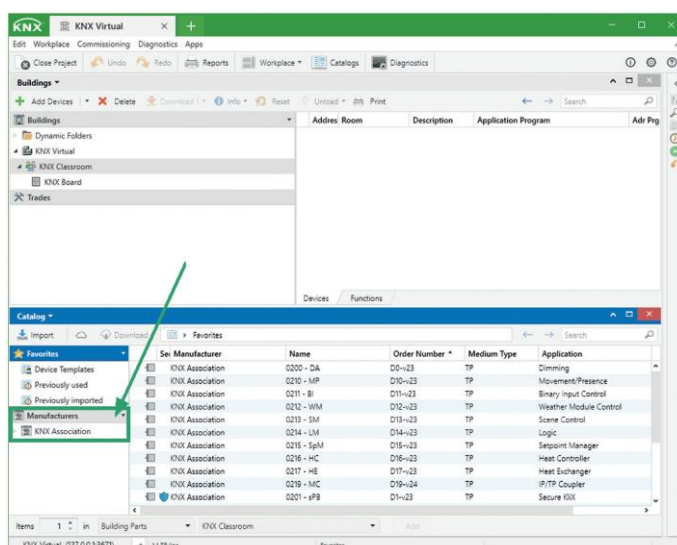 KNX KNX Virtual × +
Edit Workplace Commissioning Diagnostics Apps
Close Project Undo Redo Reports Workplace Catalogs Diagnostics
Buildings
Add Devices Delete Download Info Reset Unload Print Search
Buildings Addres Room Description Application Program Adr Prg
Dynamic Folders
KNX Virtual
KNX Classroom
KNX Board
Trades
Devices Functions
Catalog
Import Download Favorites Search
Favorites Se Manufacturer Name Order Number Medium Type Application
Device Templates KNX Association 0200 - DA D0-v23 TP Dimming
Previously used KNX Association 0210 - MP D10-v23 TP Movement/Presence
KNX Association 0211 - BI D11-v23 TP Binary Input Control
Previously imported KNX Association 0212 - WM D12-v23 TP Weather Module Control
Manufacturers KNX Association 0213 - SM D13-v23 TP Scene Control
KNX Association KNX Association 0214 - LM D14-v23 TP Logic
KNX Association 0215 - SpM D15-v23 TP Setpoint Manager
KNX Association 0216 - HC D16-v23 TP Heat Controller
KNX Association 0217 - HE D17-v23 TP Heat Exchanger
KNX Association 0219 - MC D19-v24 TP IP/TP Coupler
KNX Association 0201 - sPB D1-v23 TP Secure KliX
Items 1 in Building Parts KNX Classroom Add